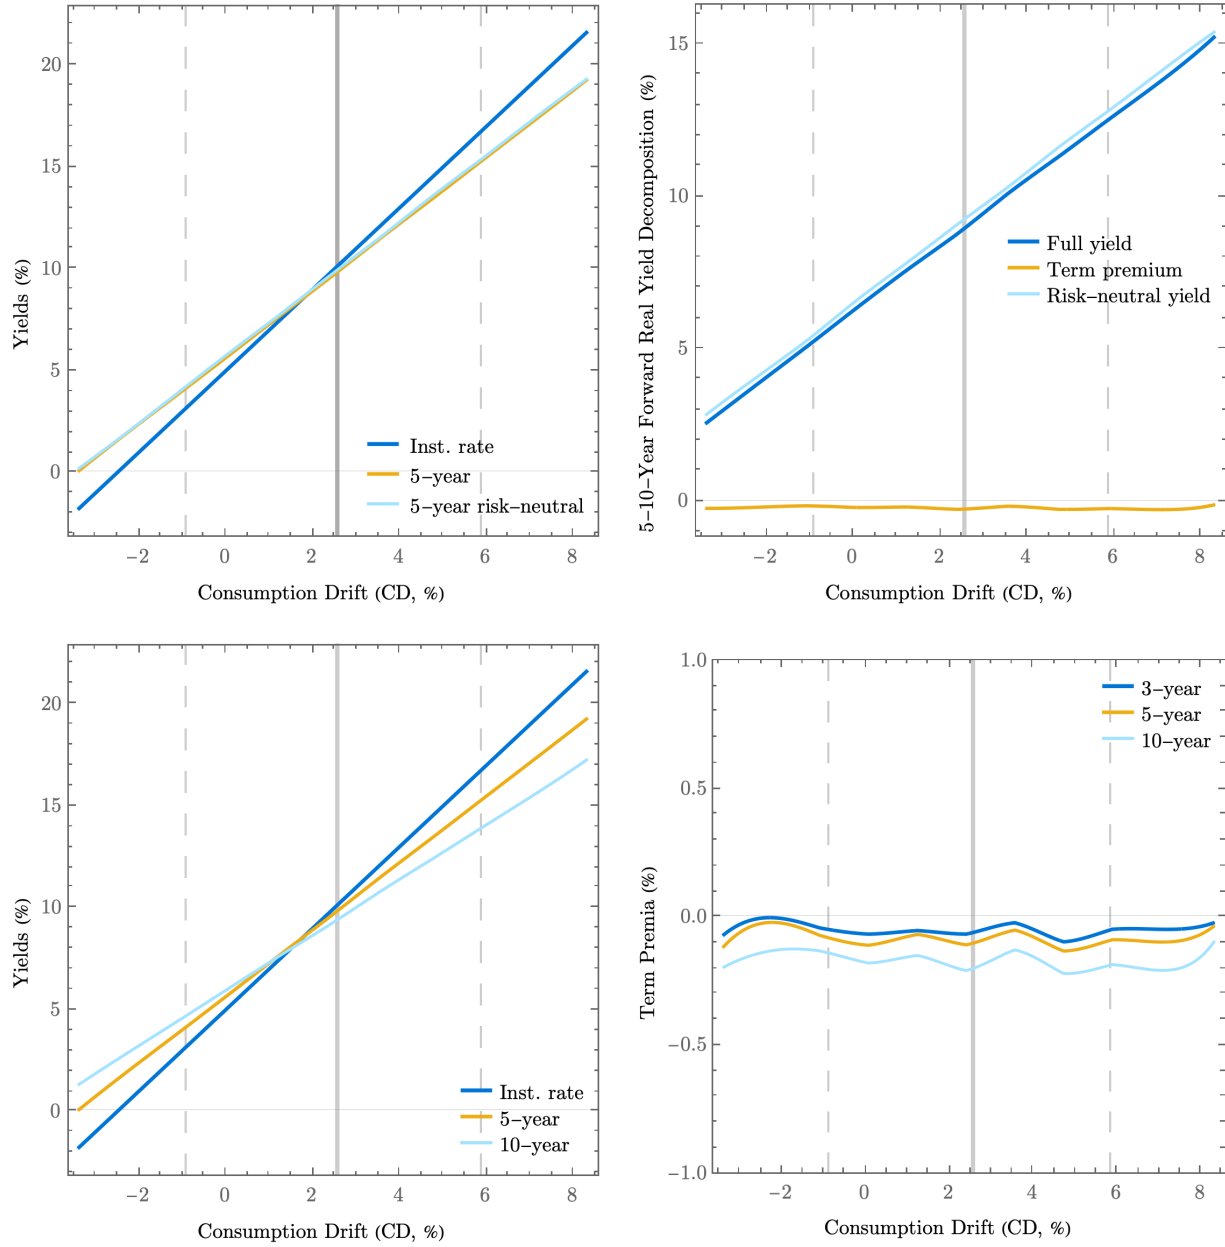 Yields (%)
20
15
10
5
0
Inst. rate
5–year
5–year risk–neutral
−2 0 2 4 6 8
Consumption Drift (CD, %)
5–10–Year Forward Real Yield Decomposition (%)
15
10
5
0
Full yield
Term premium
Risk–neutral yield
−2 0 2 4 6 8
Consumption Drift (CD, %)
Yields (%)
20
15
10
5
0
Inst. rate
5–year
10–year
−2 0 2 4 6 8
Consumption Drift (CD, %)
Term Premia (%)
1.0
0.5
0.0
−0.5
−1.0
3–year
5–year
10–year
−2 0 2 4 6 8
Consumption Drift (CD, %)